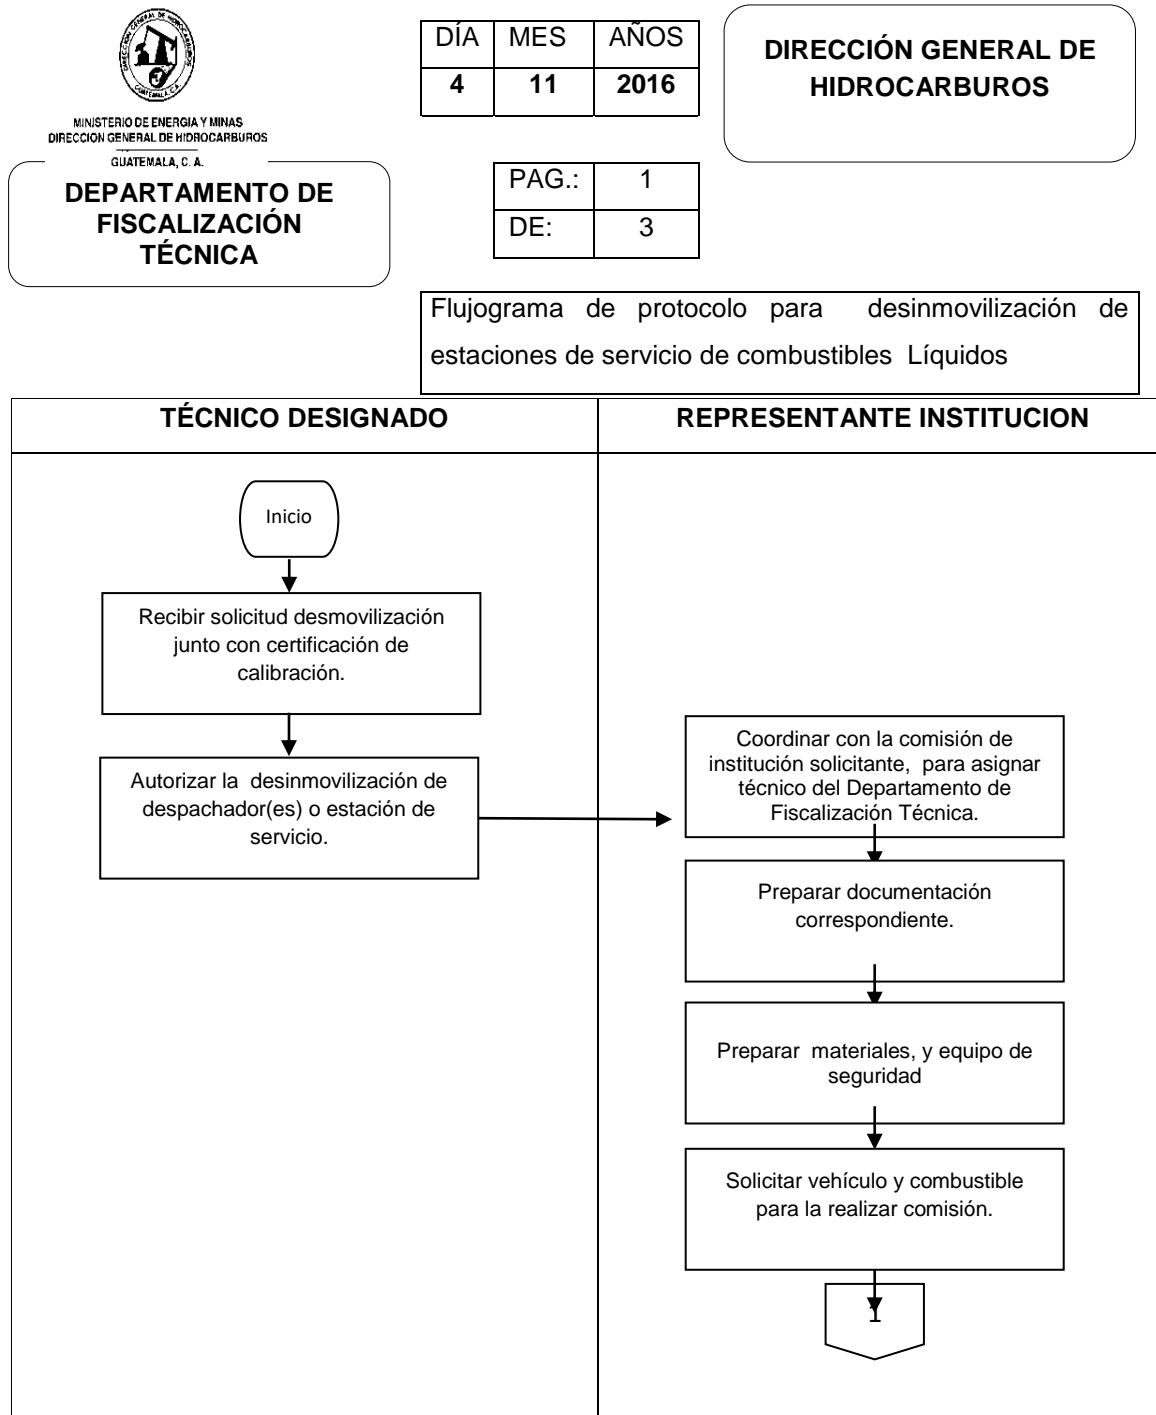 MINISTERIO DE ENERGIA Y MINAS
DIRECCION GENERAL DE HIDROCARBUROS
GUATEMALA, C. A.
DEPARTAMENTO DE
FISCALIZACIÓN
TÉCNICA
DÍA MES AÑOS
4 11 2016
PAG.: 1
DE: 3
DIRECCIÓN GENERAL DE
HIDROCARBUROS
Flujograma de protocolo para desinmovilización de
estaciones de servicio de combustibles Líquidos
TÉCNICO DESIGNADO
REPRESENTANTE INSTITUCION
Inicio
Recibir solicitud desmovilización
junto con certificación de
calibración.
Autorizar la desinmovilización de
despachador(es) o estación de
servicio.
Coordinar con la comisión de
institución solicitante, para asignar
técnico del Departamento de
Fiscalización Técnica.
Preparar documentación
correspondiente.
Preparar materiales, y equipo de
seguridad
Solicitar vehículo y combustible
para la realizar comisión.
1